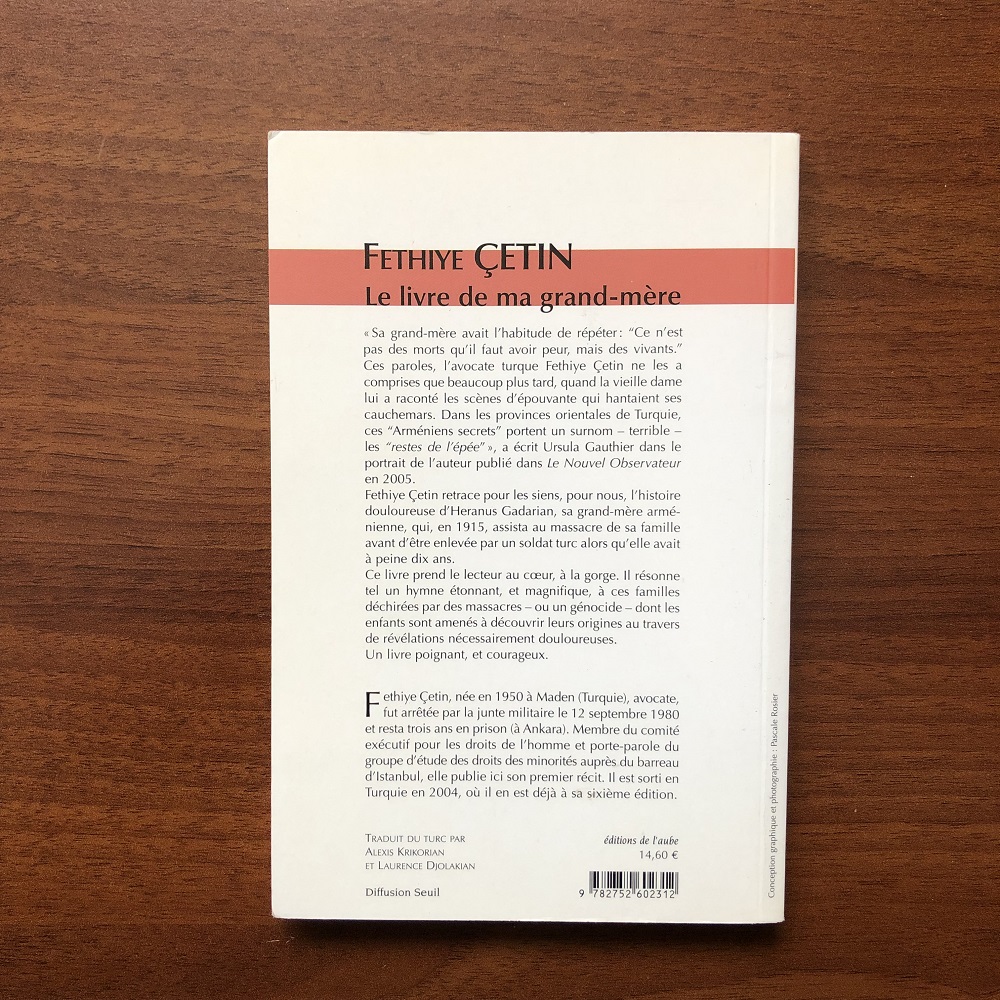 FETHIYE ÇETIN
Le livre de ma grand-mère
« Sa grand-mère avait l’habitude de répéter : “Ce n’est
pas des morts qu’il faut avoir peur, mais des vivants.”
Ces paroles, l’avocate turque Fethiye Çetin ne les a
comprises que beaucoup plus tard, quand la vieille dame
lui a raconté les scènes d’épouvante qui hantaient ses
cauchemars. Dans les provinces orientales de Turquie,
ces “Arméniens secrets” portent un surnom – terrible –
les “restes de l’épée” », a écrit Ursula Gauthier dans le
portrait de l’auteur publié dans Le Nouvel Observateur
en 2005.
Fethiye Çetin retrace pour les siens, pour nous, l’histoire
douloureuse d’Heranus Gadarian, sa grand-mère armé-
nienne, qui, en 1915, assista au massacre de sa famille
avant d’être enlevée par un soldat turc alors qu’elle avait
à peine dix ans.
Ce livre prend le lecteur au cœur, à la gorge. Il résonne
tel un hymne étonnant, et magnifique, à ces familles
déchirées par des massacres – ou un génocide – dont les
enfants sont amenés à découvrir leurs origines au travers
de révélations nécessairement douloureuses.
Un livre poignant, et courageux.
Fethiye Çetin, née en 1950 à Maden (Turquie), avocate,
fut arrêtée par la junte militaire le 12 septembre 1980
et resta trois ans en prison (à Ankara). Membre du comité
exécutif pour les droits de l’homme et porte-parole du
groupe d’étude des droits des minorités auprès du barreau
d’Istanbul, elle publie ici son premier récit. Il est sorti en
Turquie en 2004, où il en est déjà à sa sixième édition.
TRADUIT DU TURC PAR
ALEXIS KRIKORIAN
ET LAURENCE DJOLAKIAN
Diffusion Seuil
éditions de l’aube
14,60 €
9 782752 602312
Conception graphique et photographie : Pascale Rosier